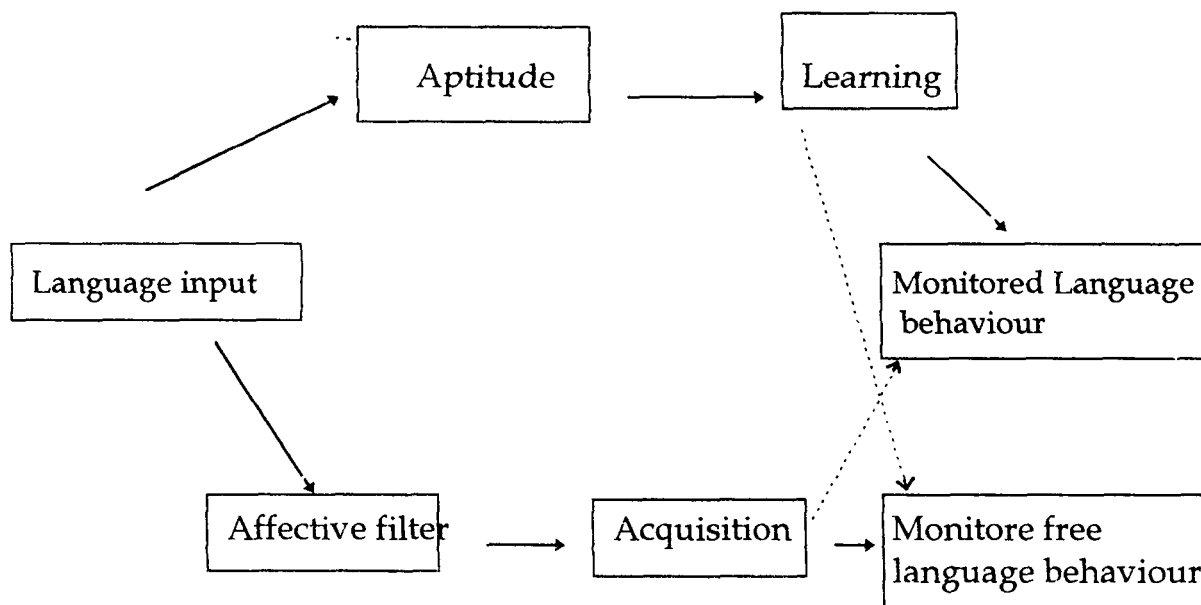 Aptitude
Learning
Language input
Monitored Language
behaviour
Affective filter
Acquisition
Monitore free
language behaviour